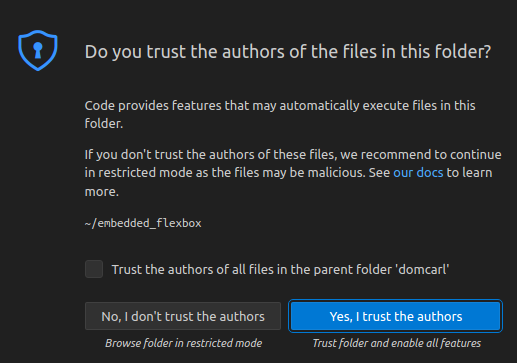 Do you trust the authors of the files in this folder?
Code provides features that may automatically execute files in this
folder.
If you don't trust the authors of these files, we recommend to continue
in restricted mode as the files may be malicious. See our docs to learn
more.
~/embedded_flexbox
Trust the authors of all files in the parent folder 'domcarl'
No, I don't trust the authors
Yes, I trust the authors
Browse folder in restricted mode
Trust folder and enable all features